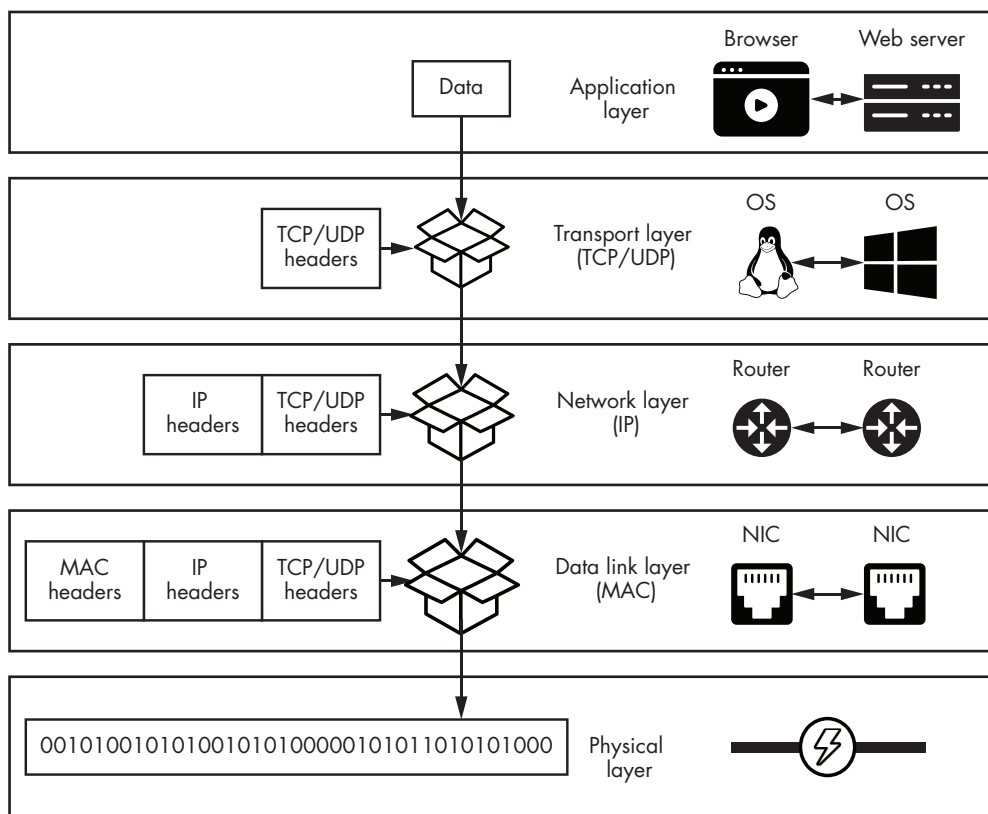 Browser
Web server
Data
Application
layer
OS
OS
TCP/UDP
headers
Transport layer
(TCP/UDP)
Router
Router
IP
headers
TCP/UDP
headers
Network layer
(IP)
NIC
NIC
MAC
headers
IP
headers
TCP/UDP
headers
Data link layer
(MAC)
001010010101001010100000101011010101000
Physical
layer